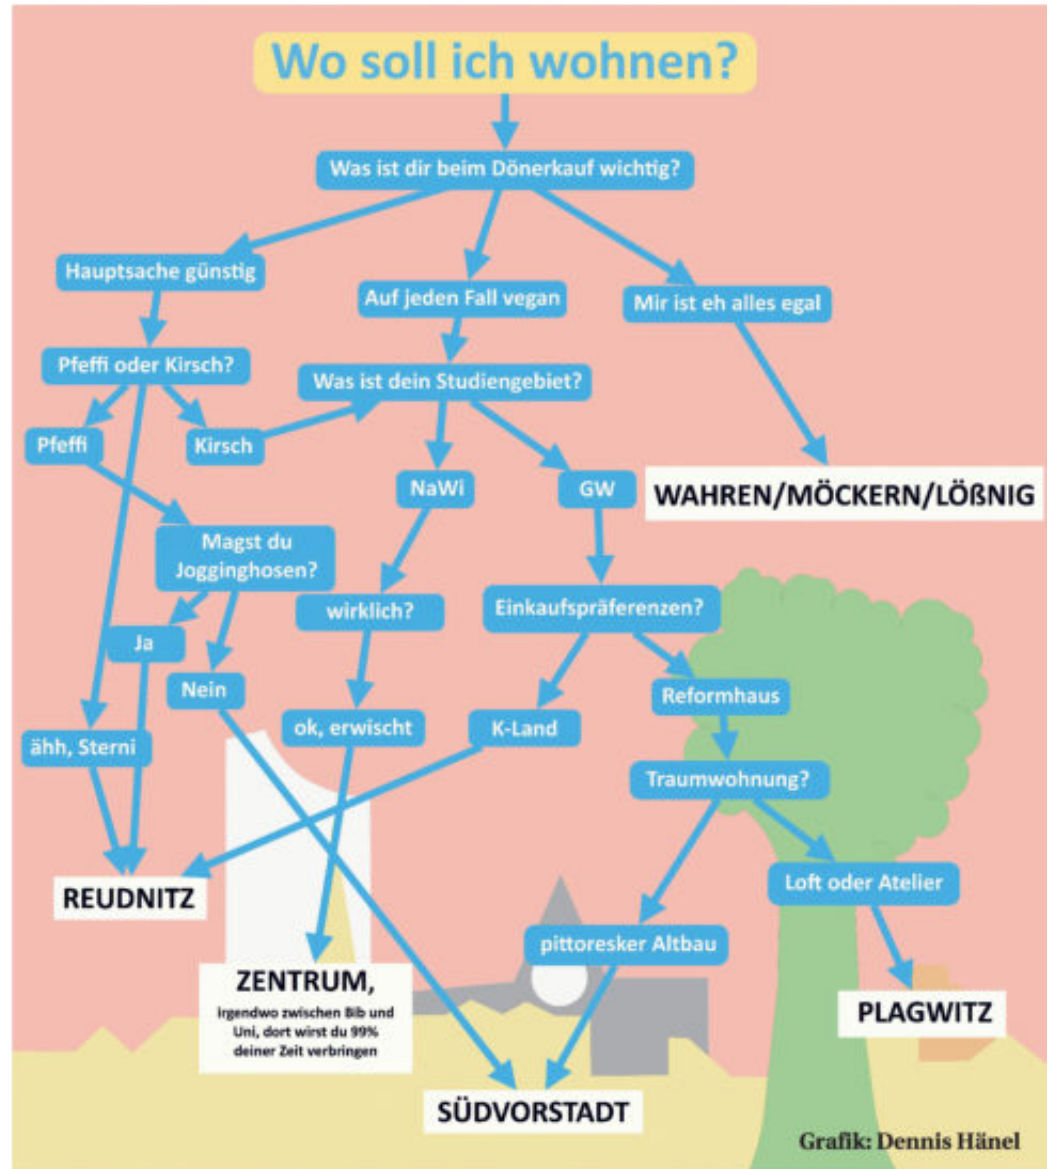 Wo soll ich wohnen?
Was ist dir beim Dönerkauf wichtig?
Hauptsache günstig
Auf jeden Fall vegan
Mir ist eh alles egal
Pfeffi oder Kirsch?
Was ist dein Studiengebiet?
Pfeffi
Kirsch
NaWi
GW
WAHREN/MÖCKERN/LÖßNIG
Magst du
Jogginghosen?
wirklich?
Einkaufspräferenzen?
Ja
Nein
Reformhaus
ähh, Sterni
ok, erwischt
K-Land
Traumwohnung?
REUDNITZ
Loft oder Atelier
pittoresker Altbau
ZENTRUM,
irgendwo zwischen Bib und
Uni, dort wirst du 99%
deiner Zeit verbringen
PLAGWITZ
SÜDVORSTADT
Grafik: Dennis Hänel